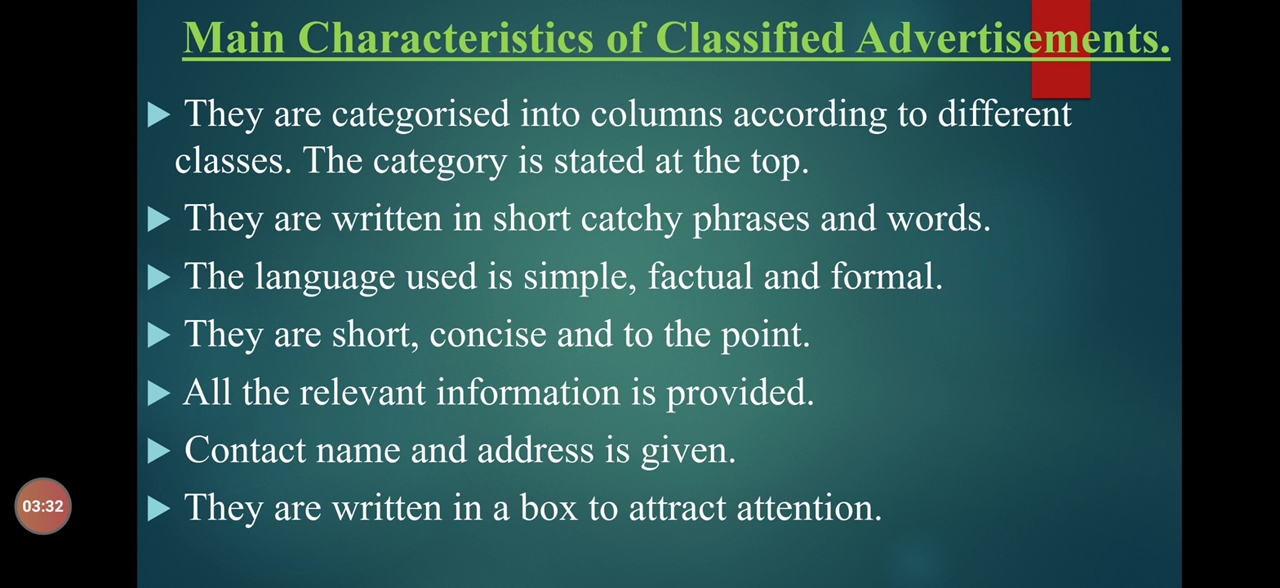 Main Characteristics of Classified Advertisements.
They are categorised into columns according to different
classes. The category is stated at the top.
They are written in short catchy phrases and words.
The language used is simple, factual and formal.
They are short, concise and to the point.
All the relevant information is provided.
Contact name and address is given.
03:32
They are written in a box to attract attention.